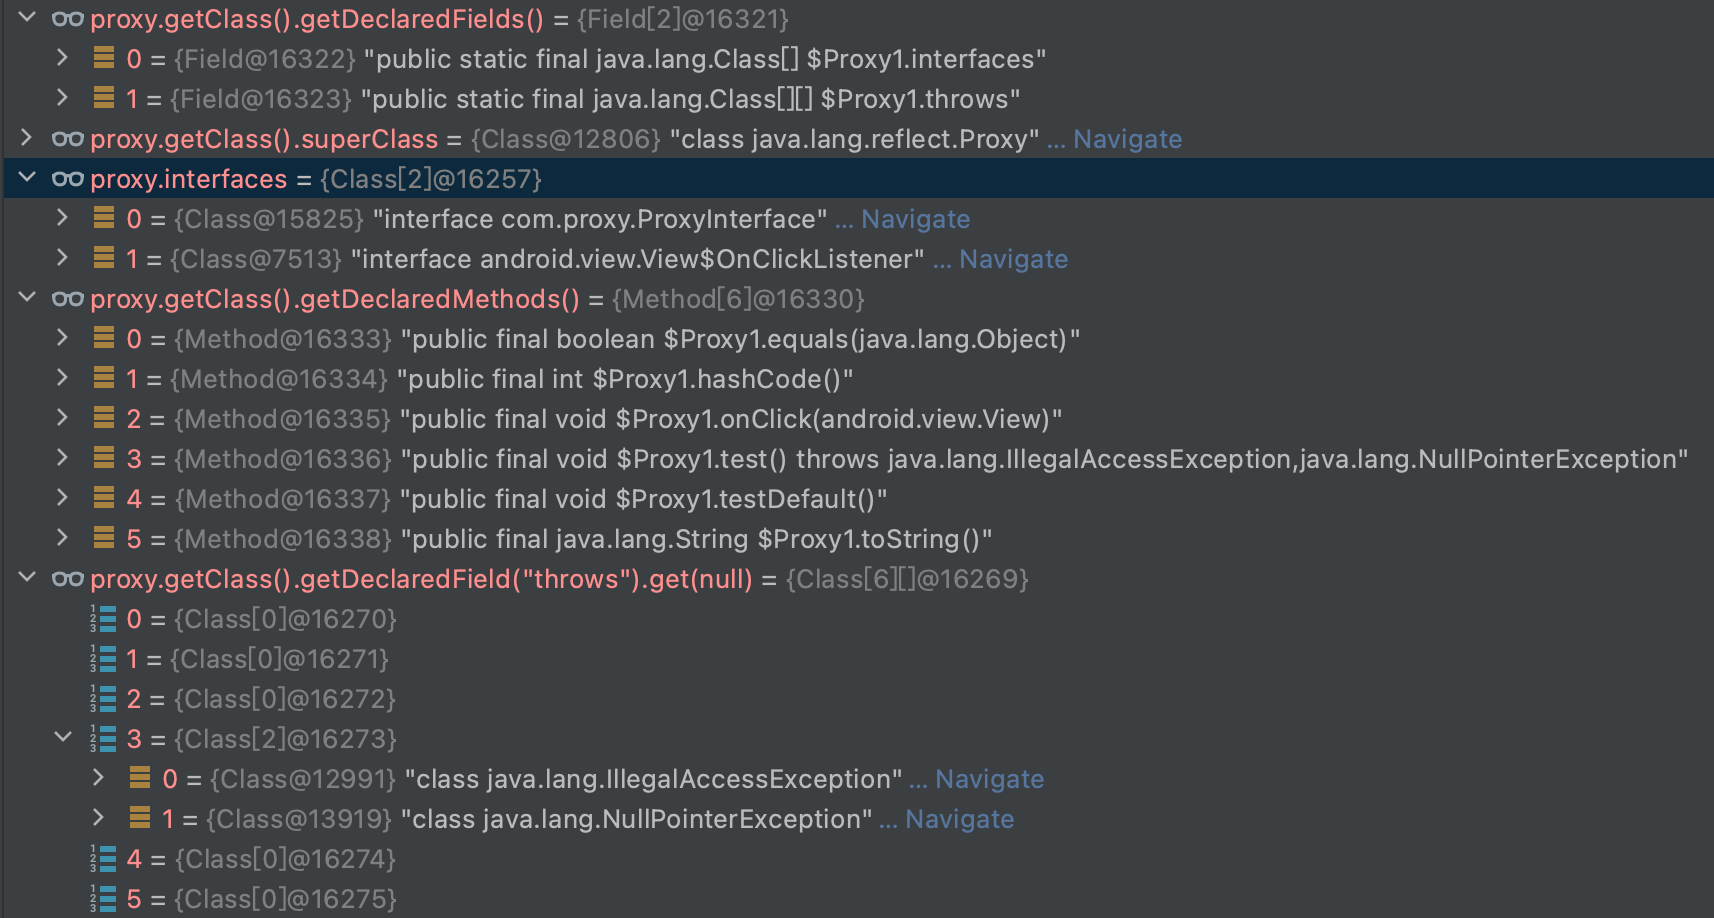 proxy.getClass().getDeclaredFields() = {Field[2]@16321}
0 = {Field@16322} "public static final java.lang.Class[] $Proxy1.interfaces"
1 = {Field@16323} "public static final java.lang.Class[][] $Proxy1.throws"
proxy.getClass().superClass = {Class@12806} "class java.lang.reflect.Proxy" ... Navigate
proxy.interfaces = {Class[2]@16257}
0 = {Class@15825} "interface com.proxy.ProxyInterface" ... Navigate
1 = {Class@7513} "interface android.view.View$OnClickListener" ... Navigate
proxy.getClass().getDeclaredMethods() = {Method[6]@16330}
0 = {Method@16333} "public final boolean $Proxy1.equals(java.lang.Object)"
1 = {Method@16334} "public final int $Proxy1.hashCode()"
2 = {Method@16335} "public final void $Proxy1.onClick(android.view.View)"
3 = {Method@16336} "public final void $Proxy1.test() throws java.lang.IllegalAccessException,java.lang.NullPointerException"
4 = {Method@16337} "public final void $Proxy1.testDefault()"
5 = {Method@16338} "public final java.lang.String $Proxy1.toString()"
proxy.getClass().getDeclaredField("throws").get(null) = {Class[6][]@16269}
0 = {Class[0]@16270}
1 = {Class[0]@16271}
2 = {Class[0]@16272}
3 = {Class[2]@16273}
0 = {Class@12991} "class java.lang.IllegalAccessException" ... Navigate
1 = {Class@13919} "class java.lang.NullPointerException" ... Navigate
4 = {Class[0]@16274}
5 = {Class[0]@16275}